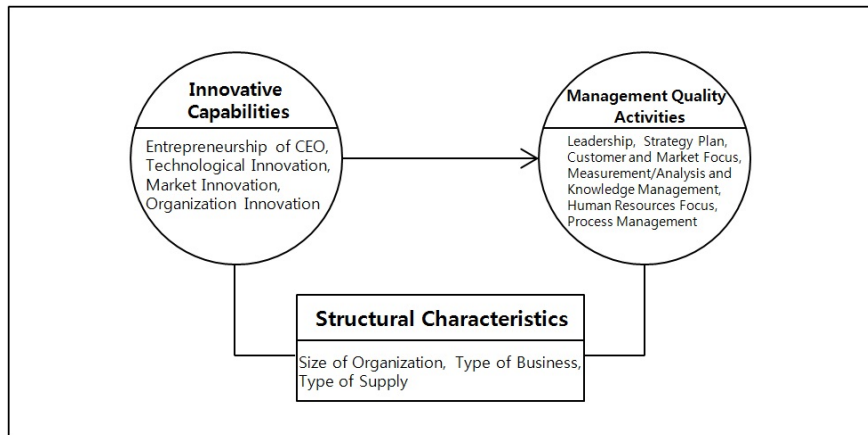 Innovative
Capabilities
Entrepreneurship of CEO,
Technological Innovation,
Market Innovation,
Organization Innovation
Management Quality
Activities
Leadership, Strategy Plan,
Customer and Market Focus,
Measurement/Analysis and
Knowledge Management,
Human Resources Focus,
Process Management
Structural Characteristics
Size of Organization, Type of Business,
Type of Supply